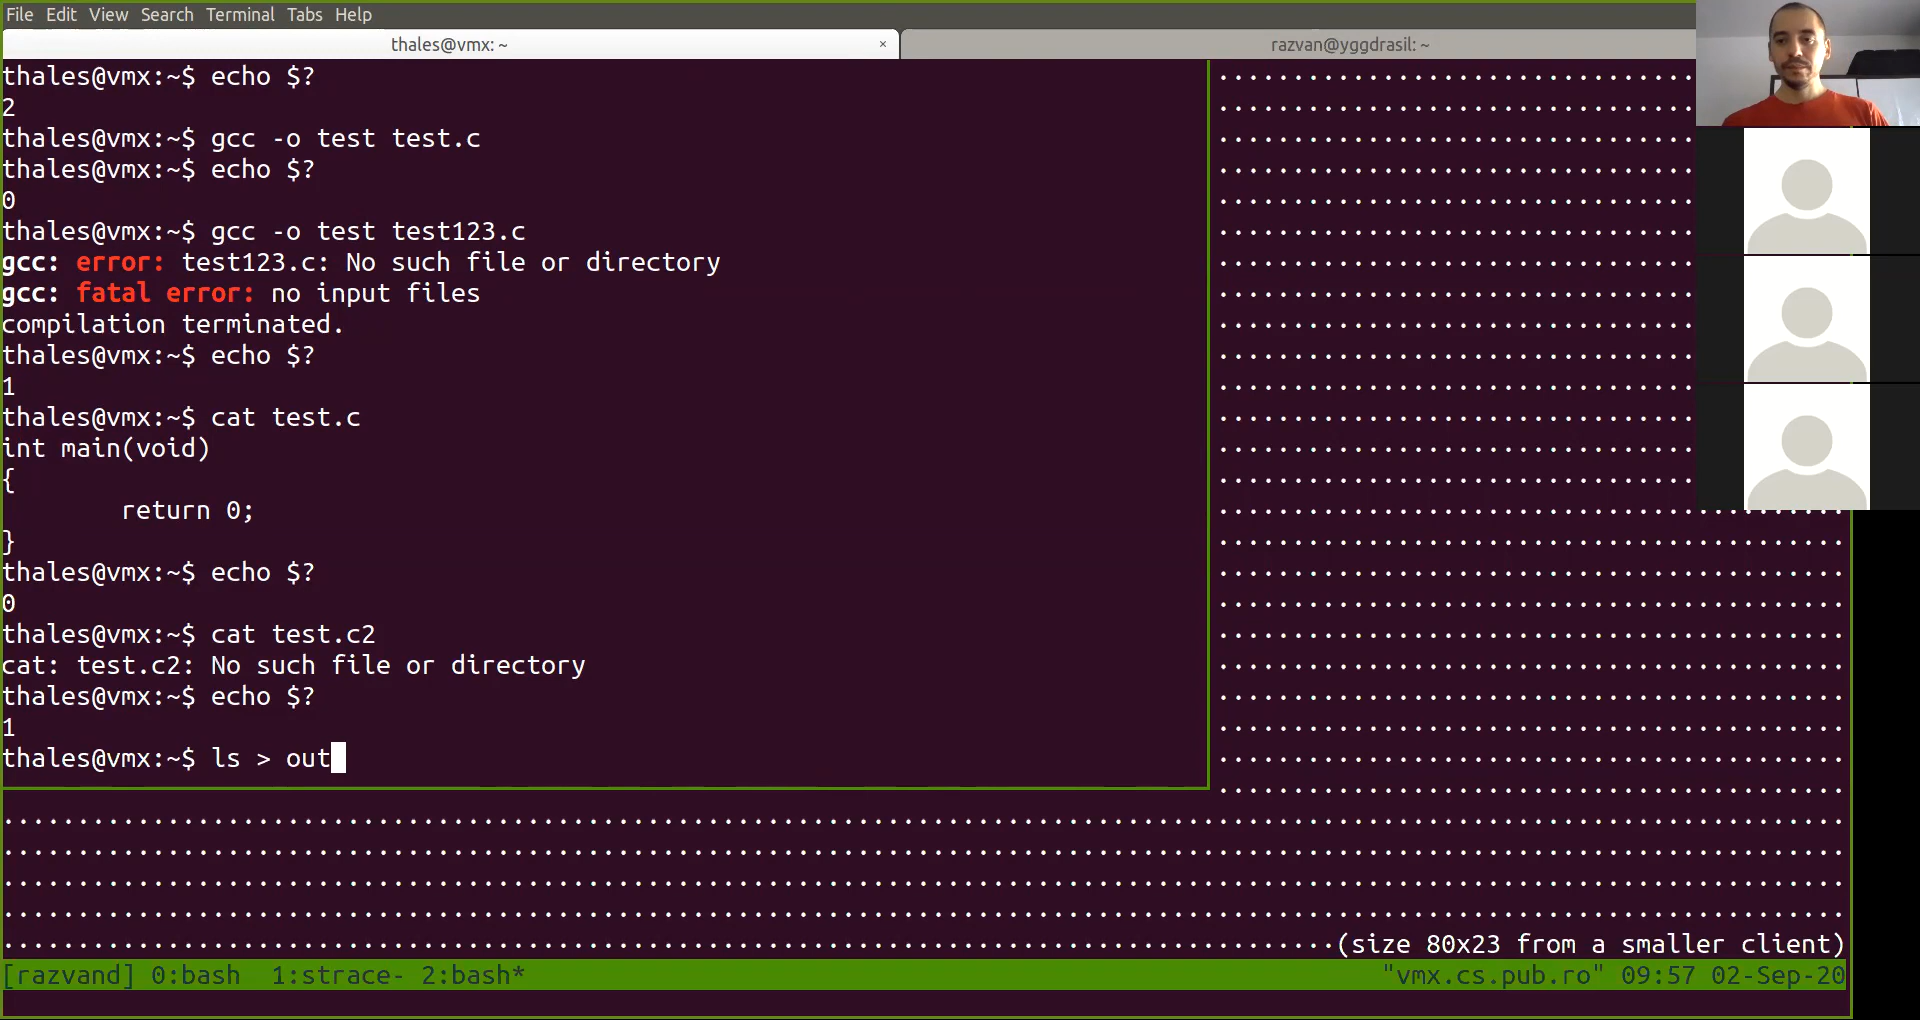 File Edit View Search Terminal Tabs Help
thales@vmx: ~ × razvan@yggdrasil: ~
thales@vmx:~$ echo $?
2
thales@vmx:~$ gcc -o test test.c
thales@vmx:~$ echo $?
0
thales@vmx:~$ gcc -o test test123.c
gcc: error: test123.c: No such file or directory
gcc: fatal error: no input files
compilation terminated.
thales@vmx:~$ echo $?
1
thales@vmx:~$ cat test.c
int main(void)
{
        return 0;
}
thales@vmx:~$ echo $?
0
thales@vmx:~$ cat test.c2
cat: test.c2: No such file or directory
thales@vmx:~$ echo $?
1
thales@vmx:~$ ls > out
(size 80x23 from a smaller client)
[razvand] 0:bash  1:strace- 2:bash* "vmx.cs.pub.ro" 09:57 02-Sep-20